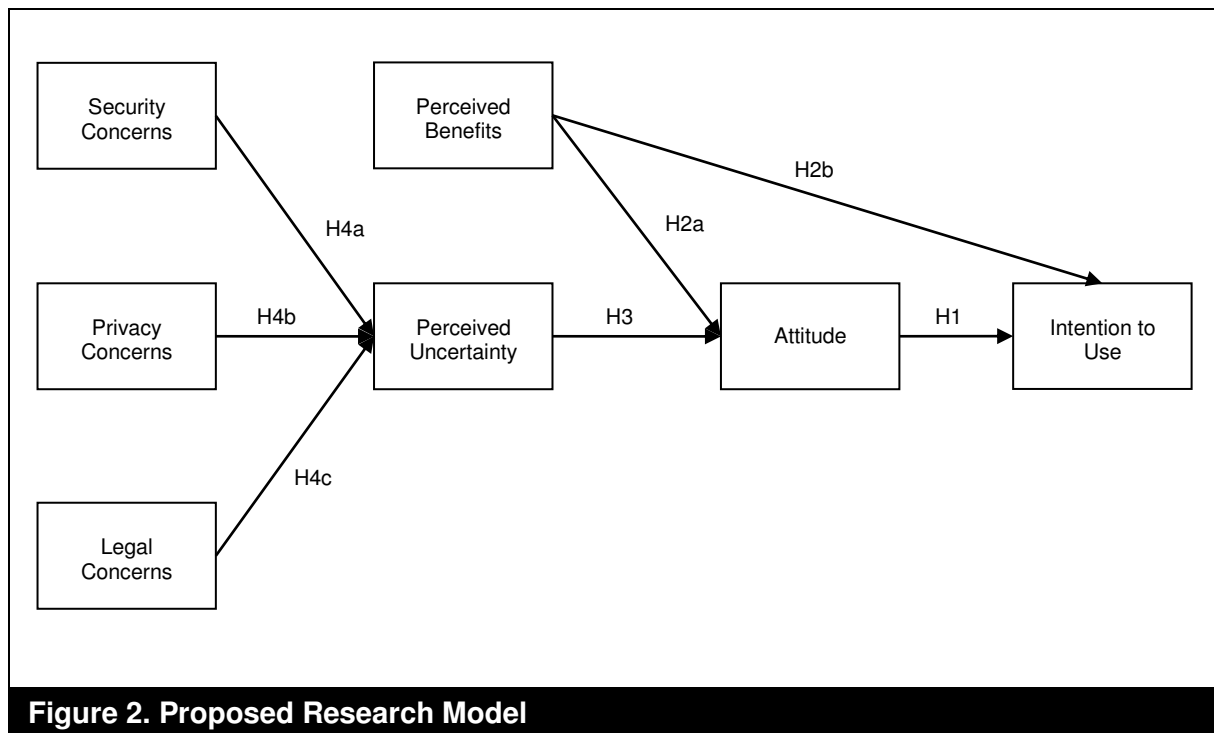 Security
Concerns
Perceived
Benefits
H2b
H2a
H4a
Privacy
Concerns
H4b
Perceived
Uncertainty
H3
Attitude
H1
Intention to
Use
H4c
Legal
Concerns
Figure 2. Proposed Research Model